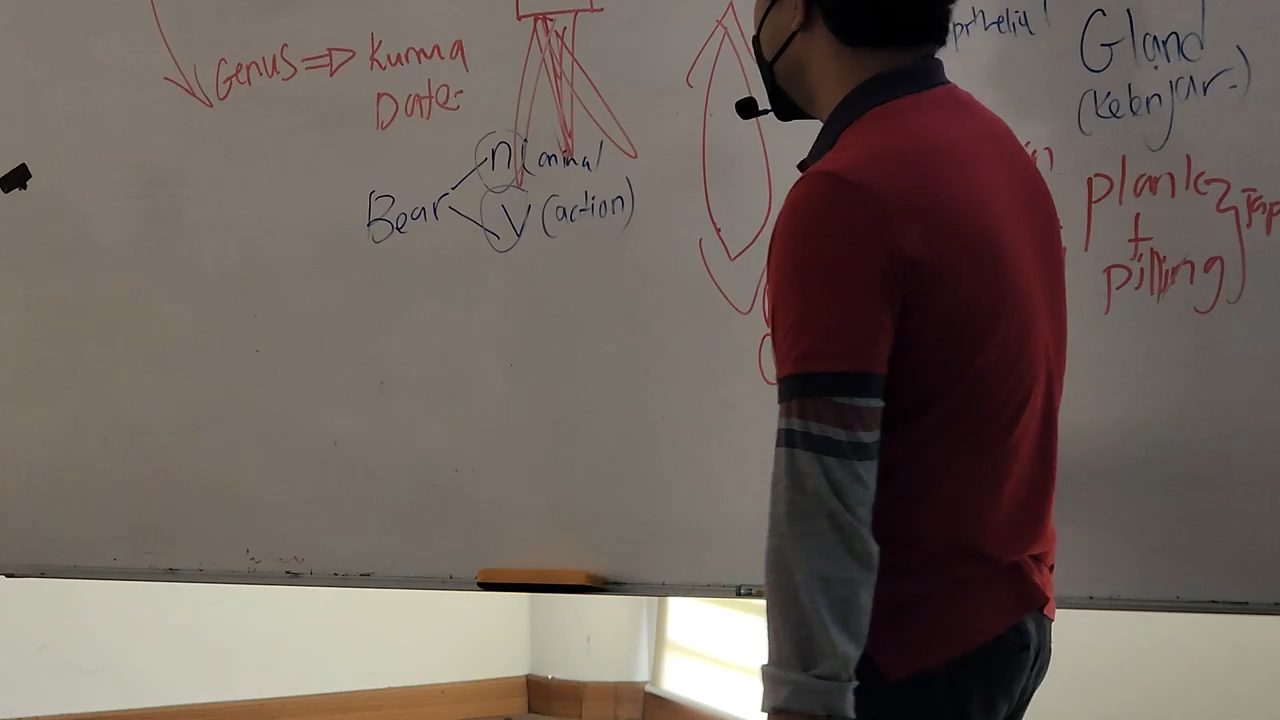 Genus ⇒ Kurma
Date
Bear n (animal
v (action)
Gland
(kelenjar)
plank
+
pilling